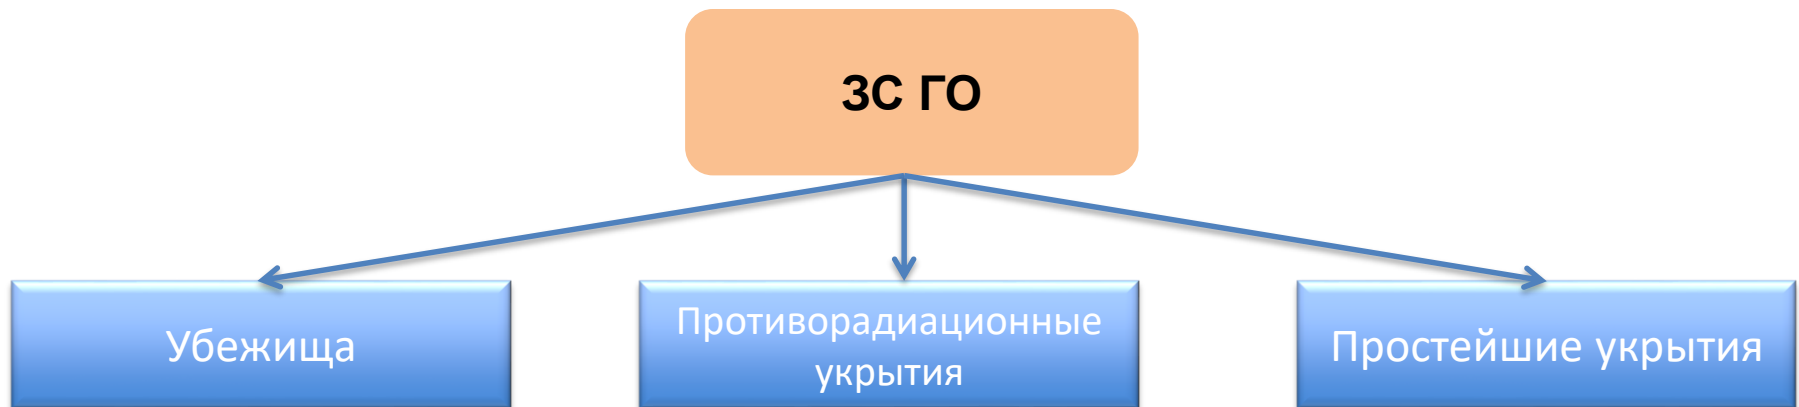 ЗС ГО
Убежища
Противорадиационные
укрытия
Простейшие укрытия